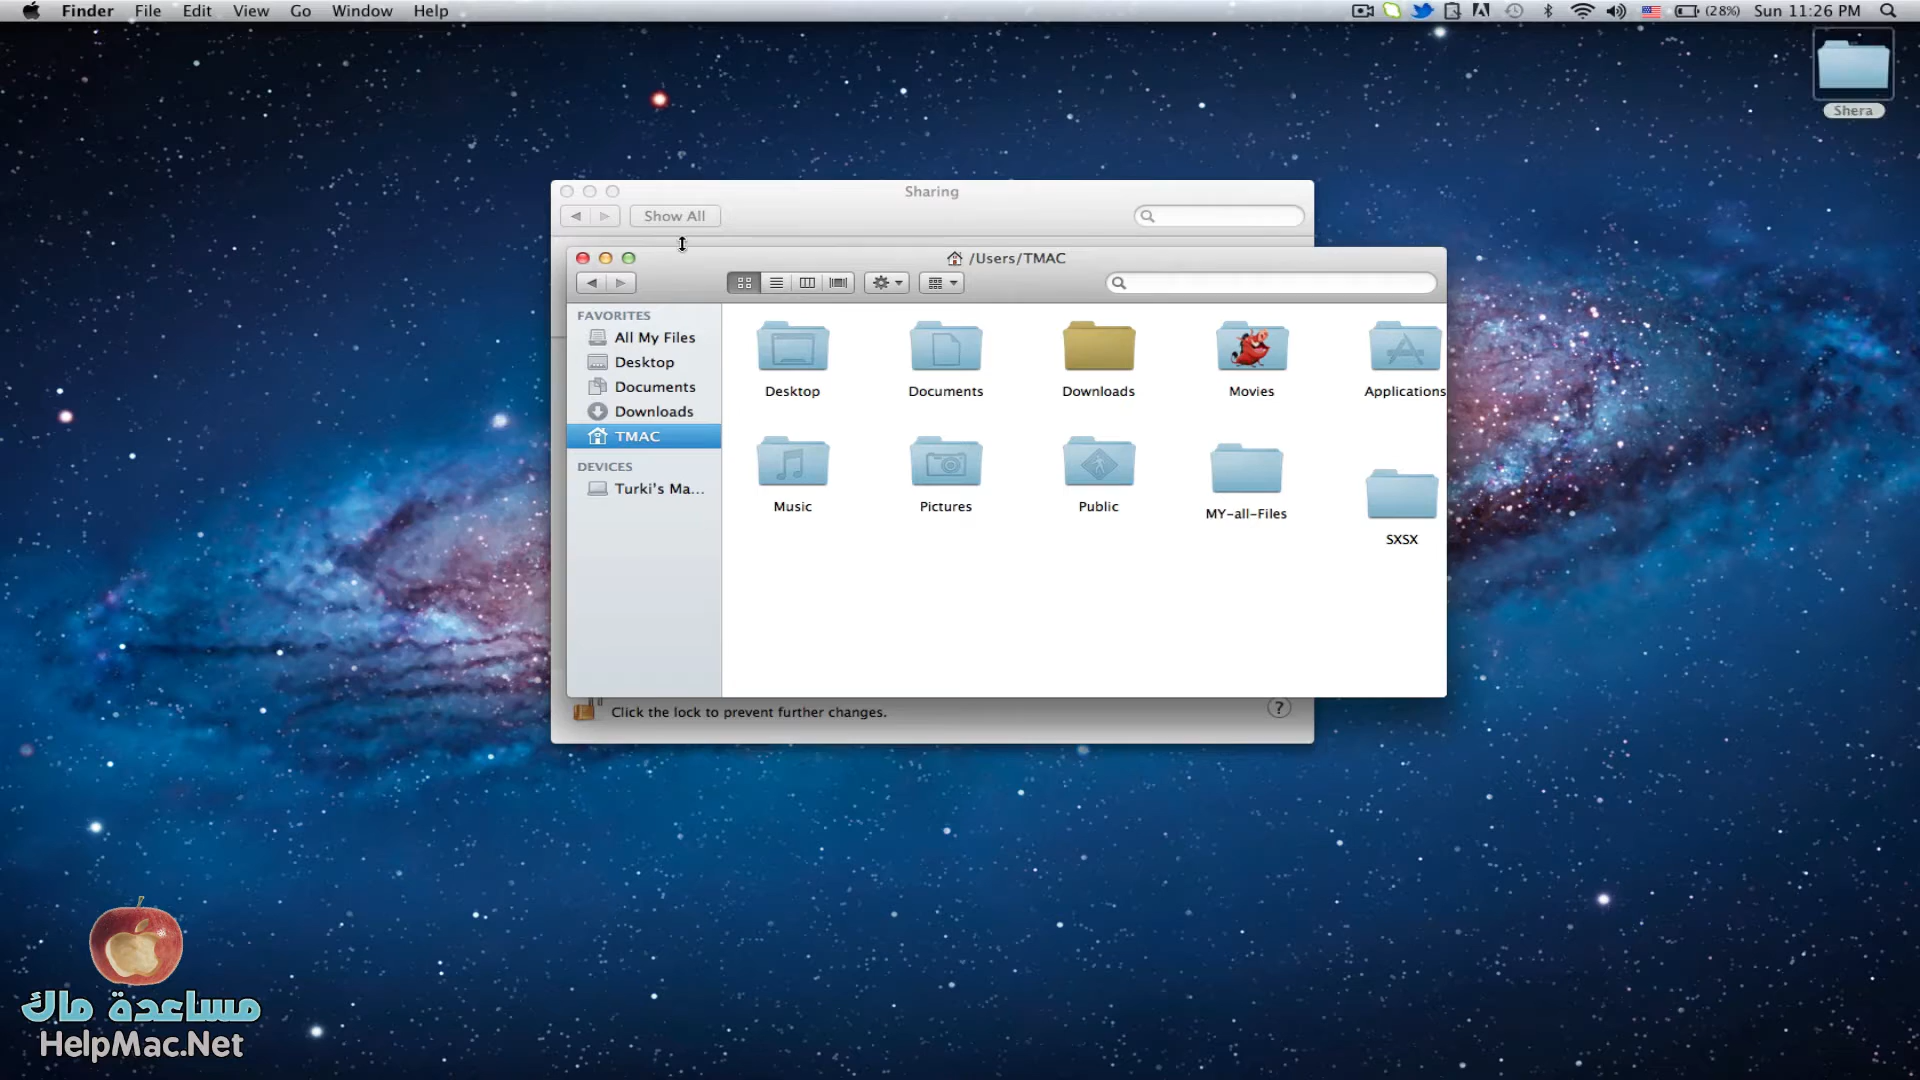 Finder File Edit View Go Window Help (28%) Sun 11:26 PM
Shera
Sharing
Show All
/Users/TMAC
FAVORITES
All My Files
Desktop
Documents
Downloads
TMAC
DEVICES
Turki's Ma...
Desktop Documents Downloads Movies Applications
Music Pictures Public MY-all-Files
SXSX
Click the lock to prevent further changes. ?
مساعدة ماك
HelpMac.Net